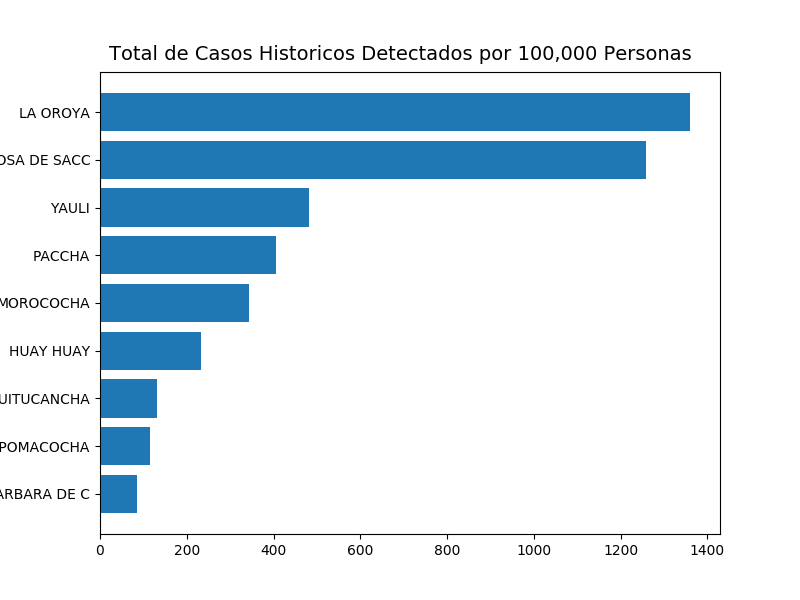 Total de Casos Historicos Detectados por 100,000 Personas
LA OROYA
OSA DE SACC
YAULI
PACCHA
MOROCOCHA
HUAY HUAY
UITUCANCHA
POMACOCHA
ARBARA DE C
0 200 400 600 800 1000 1200 1400